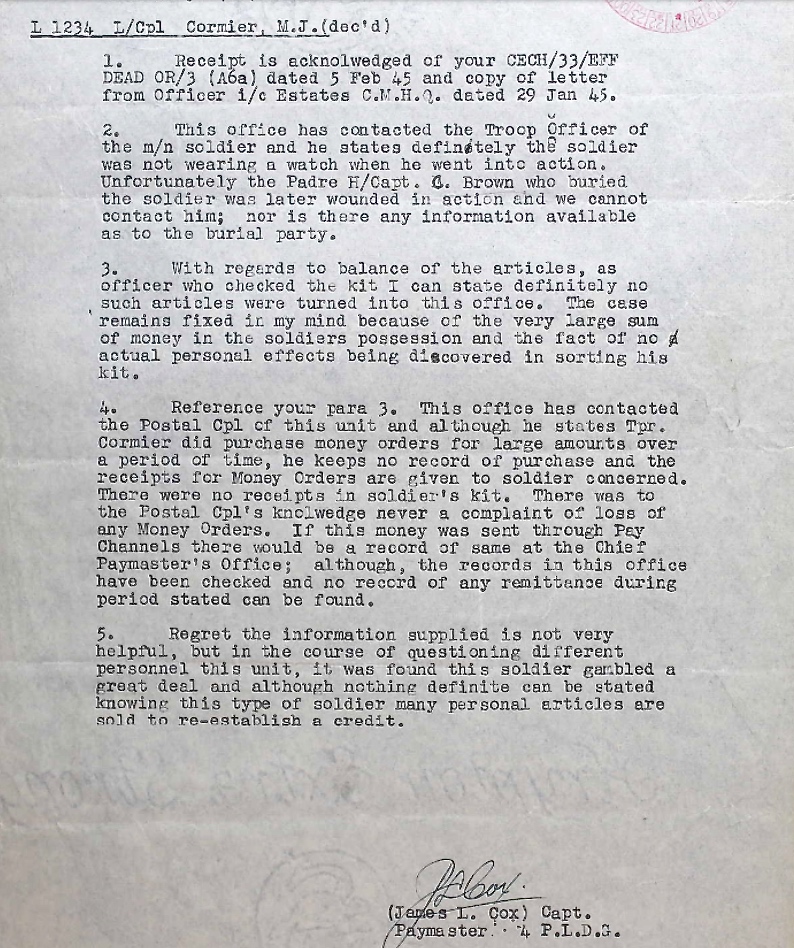 L 1234 L/Cpl Cormier, M.J.(dec'd)
1. Receipt is acknolwedged of your CECH/33/EFF
DEAD OR/3 (A6a) dated 5 Feb 45 and copy of letter
from Officer i/c Estates C.M.H.Q. dated 29 Jan 45.
2. This office has contacted the Troop Officer of
the m/n soldier and he states definitely the soldier
was not wearing a watch when he went into action.
Unfortunately the Padre H/Capt. C. Brown who buried
the soldier was later wounded in action and we cannot
contact him; nor is there any information available
as to the burial party.
3. With regards to balance of the articles, as
officer who checked the kit I can state definitely no
such articles were turned into this office. The case
remains fixed in my mind because of the very large sum
of money in the soldiers possession and the fact of no
actual personal effects being discovered in sorting his
kit.
4. Reference your para 3. This office has contacted
the Postal Cpl of this unit and although he states Tpr.
Cormier did purchase money orders for large amounts over
a period of time, he keeps no record of purchase and the
receipts for Money Orders are given to soldier concerned.
There were no receipts in soldier's kit. There was to
the Postal Cpl's knolwedge never a complaint of loss of
any Money Orders. If this money was sent through Pay
Channels there would be a record of same at the Chief
Paymaster's Office; although, the records in this office
have been checked and no record of any remittance during
period stated can be found.
5. Regret the information supplied is not very
helpful, but in the course of questioning different
personnel this unit, it was found this soldier gambled a
great deal and although nothing definite can be stated
knowing this type of soldier many personal articles are
sold to re-establish a credit.
JLCox.
(James L. Cox) Capt.
Paymaster 4 P.L.D.G.